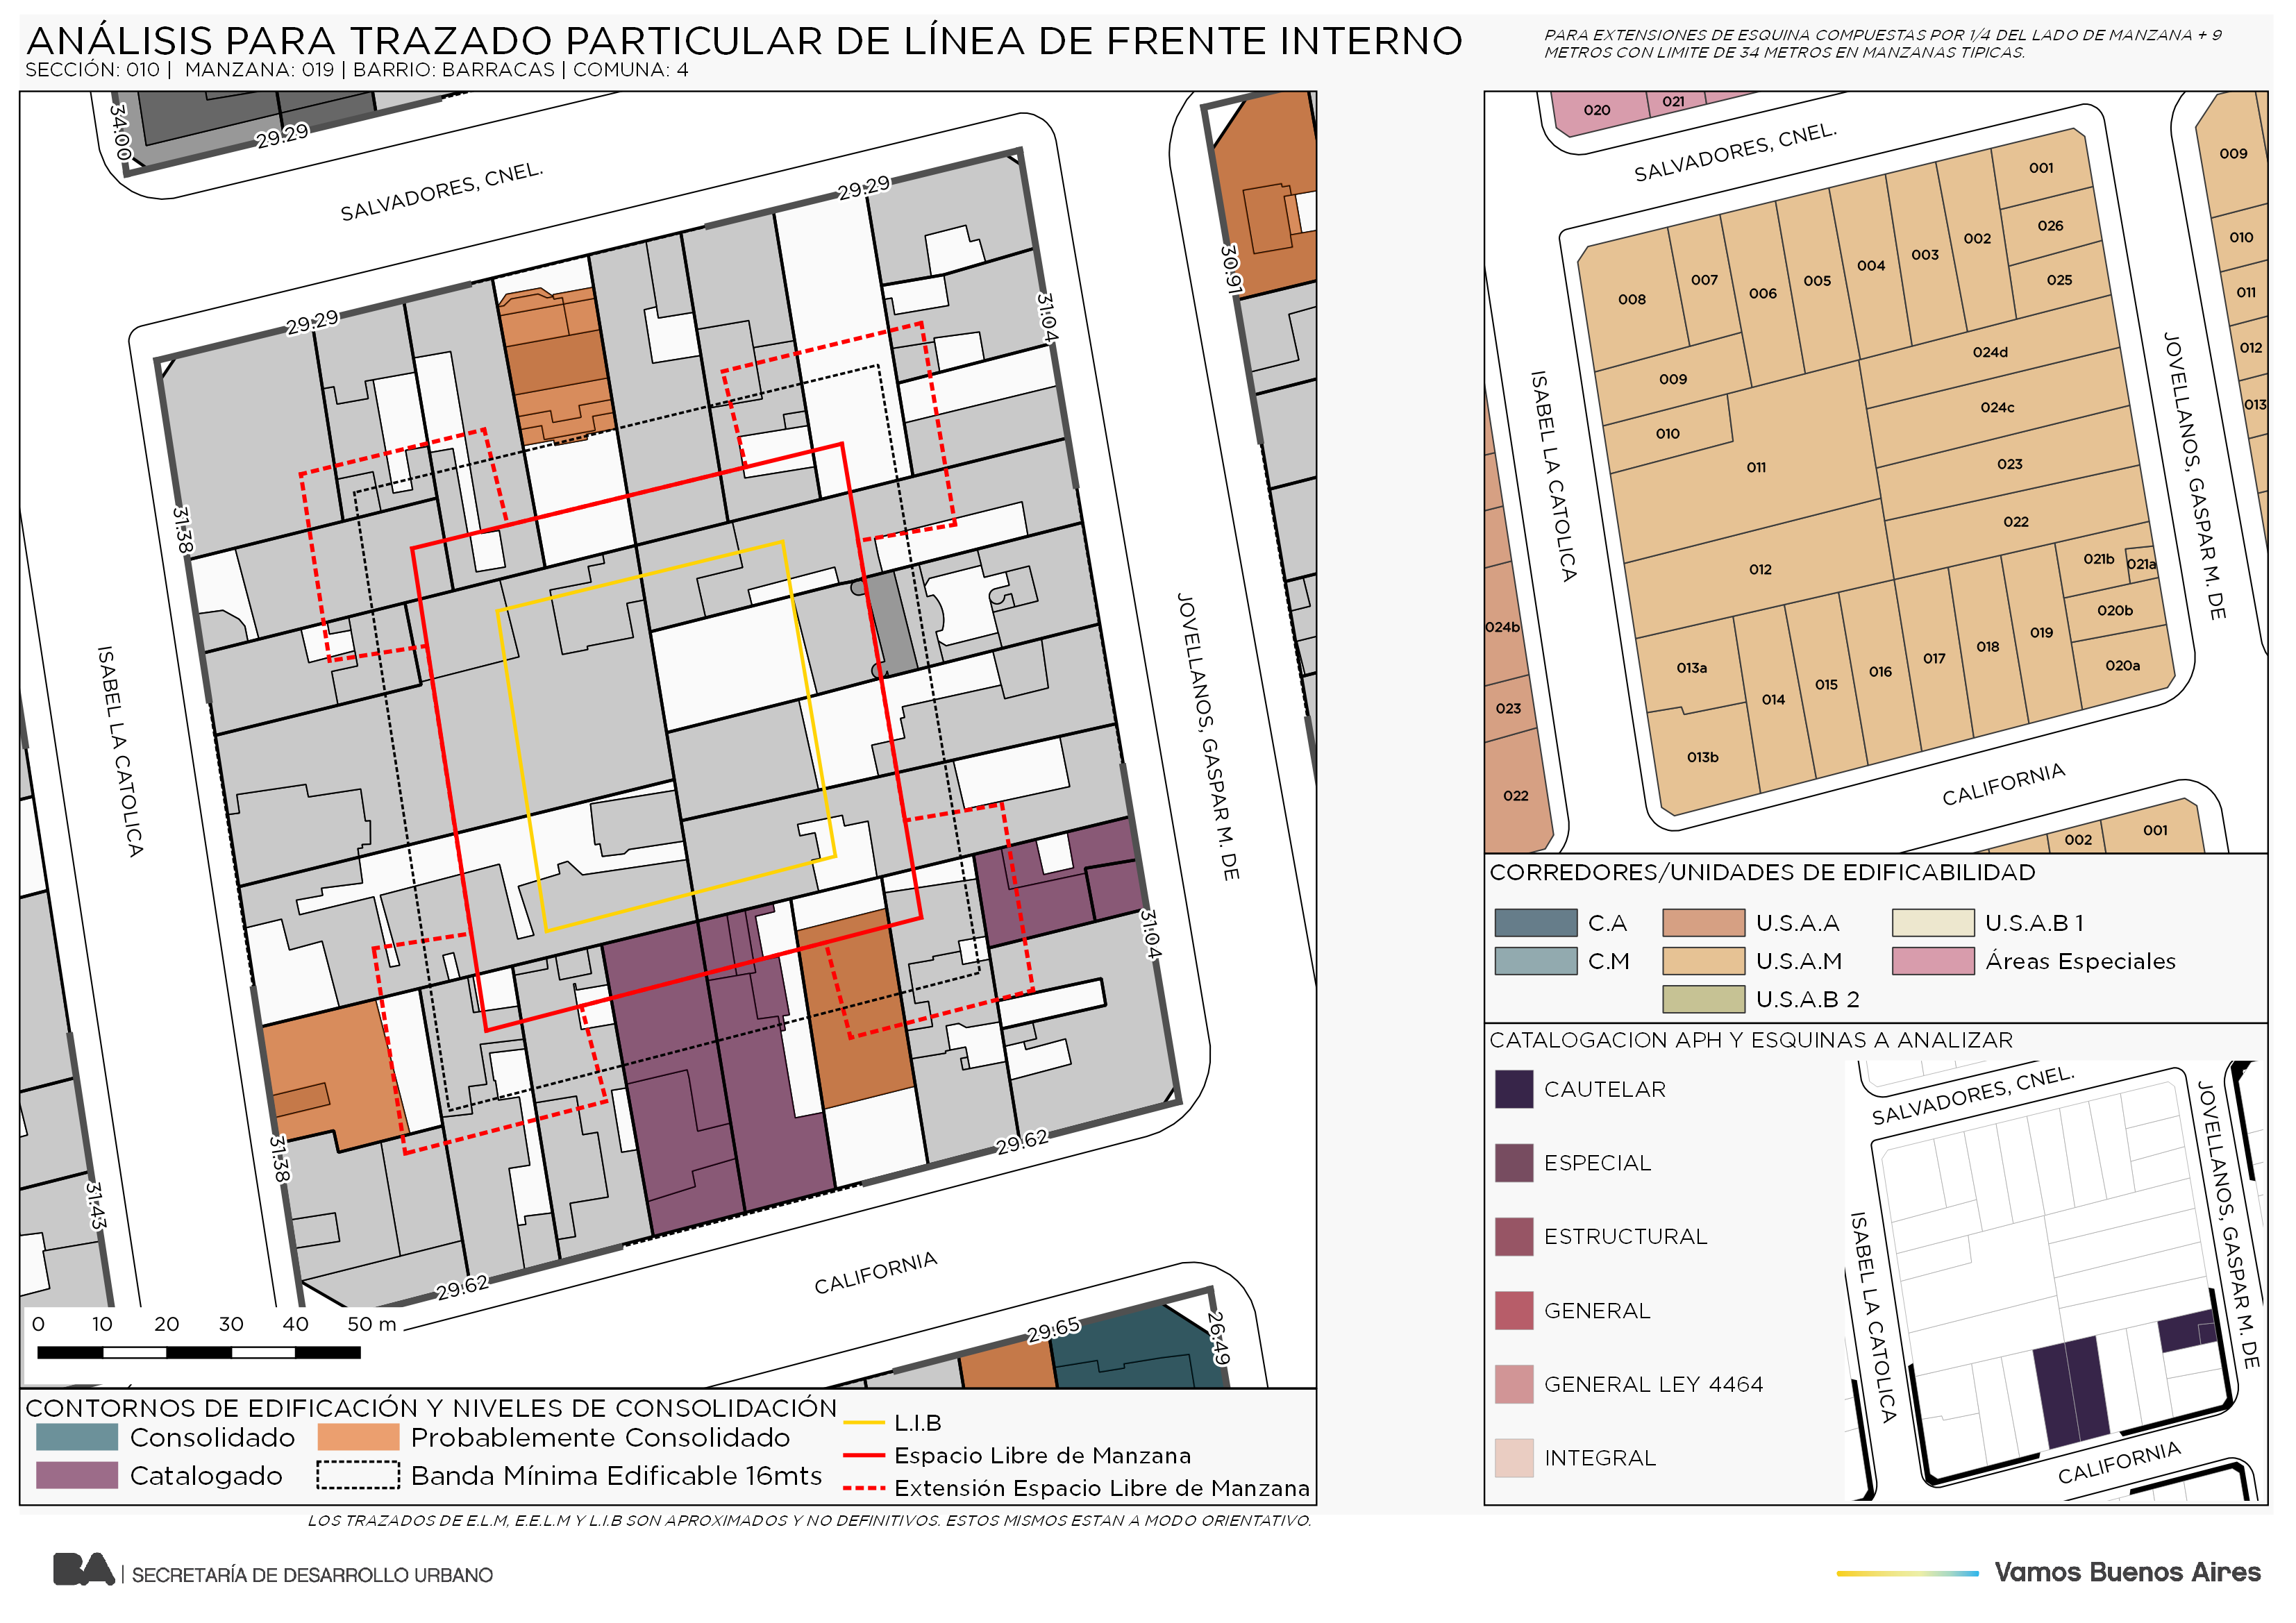 ANÁLISIS PARA TRAZADO PARTICULAR DE LÍNEA DE FRENTE INTERNO
SECCIÓN: 010 | MANZANA: 019 | BARRIO: BARRACAS | COMUNA: 4
PARA EXTENSIONES DE ESQUINA COMPUESTAS POR 1/4 DEL LADO DE MANZANA + 9
METROS CON LIMITE DE 34 METROS EN MANZANAS TIPICAS.
34.00
29.29
SALVADORES, CNEL.
29.29
30.91
29.29
31.04
31.38
ISABEL LA CATOLICA
JOVELLANOS, GASPAR M. DE
31.04
31.38
31.43
29.62
29.62
CALIFORNIA
29.65
26.49
0 10 20 30 40 50 m
CONTORNOS DE EDIFICACIÓN Y NIVELES DE CONSOLIDACIÓN
Consolidado
Probablemente Consolidado
Catalogado
Banda Mínima Edificable 16mts
L.I.B
Espacio Libre de Manzana
Extensión Espacio Libre de Manzana
020
021
SALVADORES, CNEL.
009
001
026
002
025
003
004
005
006
007
008
010
011
012
013
024d
009
024c
010
011
023
022
012
021b
021a
020b
020a
019
018
017
016
015
014
013a
013b
024b
023
022
ISABEL LA CATOLICA
JOVELLANOS, GASPAR M. DE
CALIFORNIA
002
001
CORREDORES/UNIDADES DE EDIFICABILIDAD
C.A
U.S.A.A
U.S.A.B 1
C.M
U.S.A.M
Áreas Especiales
U.S.A.B 2
CATALOGACION APH Y ESQUINAS A ANALIZAR
CAUTELAR
ESPECIAL
ESTRUCTURAL
GENERAL
GENERAL LEY 4464
INTEGRAL
SALVADORES, CNEL.
JOVELLANOS, GASPAR M. DE
ISABEL LA CATOLICA
CALIFORNIA
LOS TRAZADOS DE E.L.M, E.E.L.M Y L.I.B SON APROXIMADOS Y NO DEFINITIVOS. ESTOS MISMOS ESTAN A MODO ORIENTATIVO.
BA | SECRETARÍA DE DESARROLLO URBANO
Vamos Buenos Aires